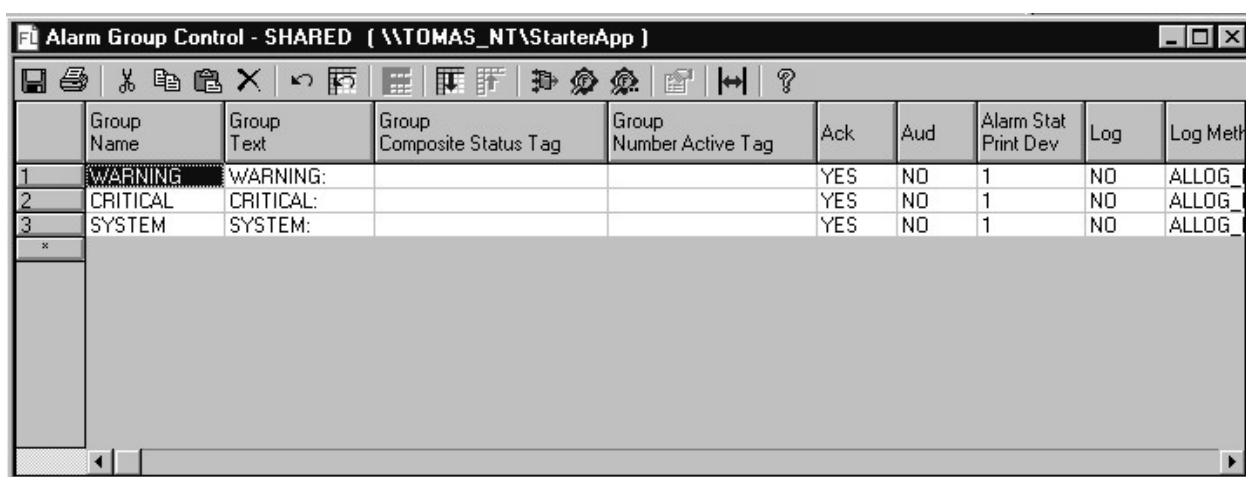 FL Alarm Group Control - SHARED ( \\TOMAS_NT\StarterApp )
Group Name Group Text Group Composite Status Tag Group Number Active Tag Ack Aud Alarm Stat Print Dev Log Log Meth
1 WARNING WARNING: YES NO 1 NO ALLOG_
2 CRITICAL CRITICAL: YES NO 1 NO ALLOG_
3 SYSTEM SYSTEM: YES NO 1 NO ALLOG_
*